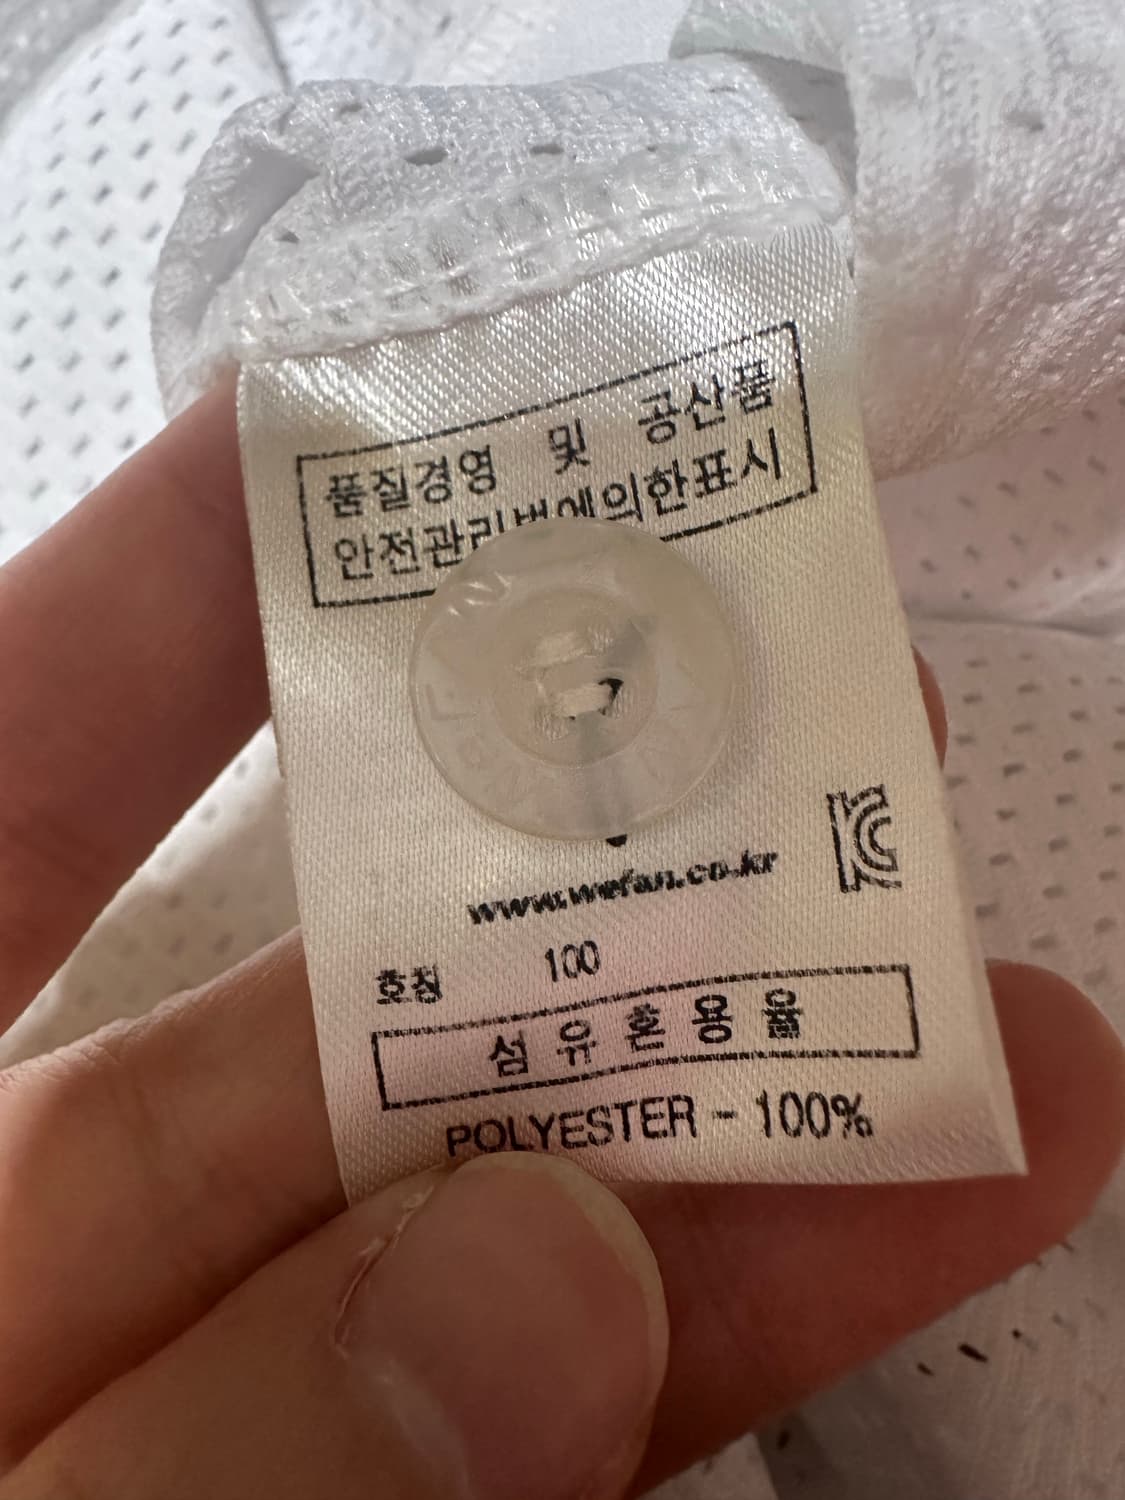 품질경영 및 공산품
안전관리법에의한표시
www.wefan.co.kr
호칭 100
섬유혼용율
POLYESTER - 100%